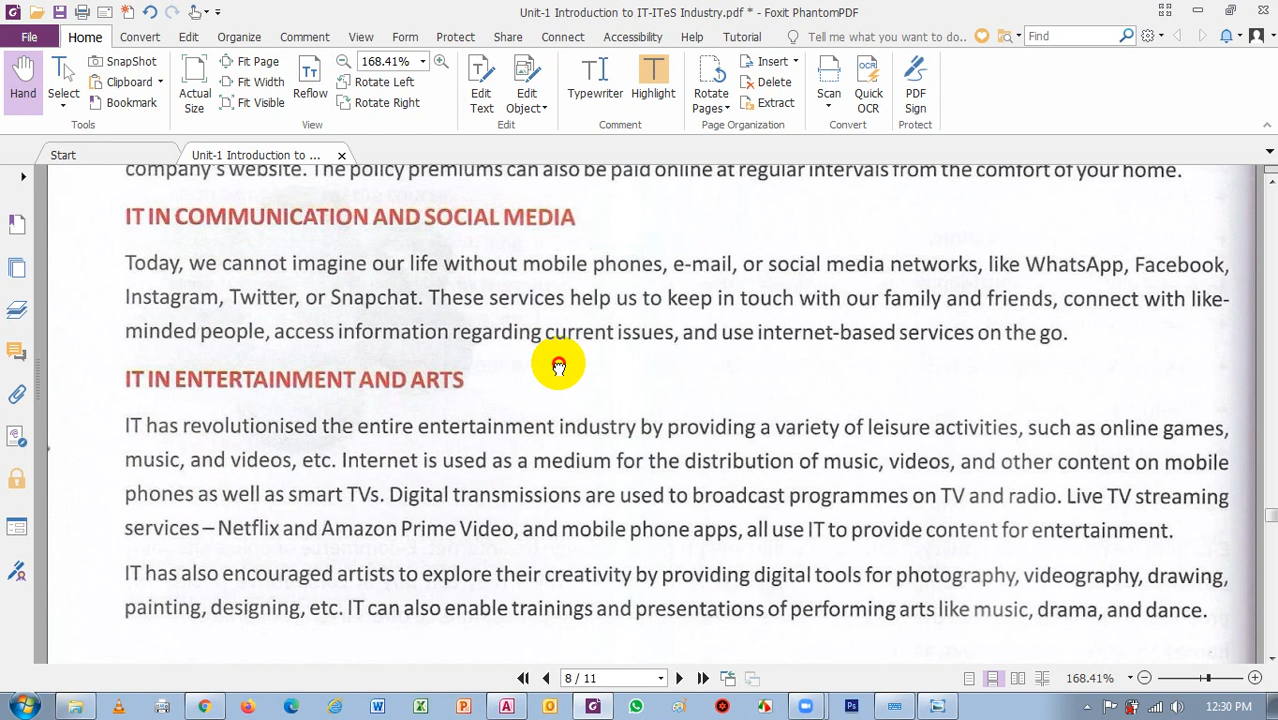 Unit-1 Introduction to IT-ITeS Industry.pdf * - Foxit PhantomPDF
File Home Convert Edit Organize Comment View Form Protect Share Connect Accessibility Help Tutorial Tell me what you want to do.. Find
Hand
Select
SnapShot
Clipboard
Bookmark
Tools
Actual Size
Fit Page
Fit Width
Fit Visible
Reflow
168.41%
Rotate Left
Rotate Right
View
Edit Text
Edit Object
Edit
Typewriter
Highlight
Comment
Rotate Pages
Insert
Delete
Extract
Page Organization
Scan
Quick OCR
Convert
PDF Sign
Protect
Start
Unit-1 Introduction to ...
company's website. The policy premiums can also be paid online at regular intervals from the comfort of your home.
IT IN COMMUNICATION AND SOCIAL MEDIA
Today, we cannot imagine our life without mobile phones, e-mail, or social media networks, like WhatsApp, Facebook,
Instagram, Twitter, or Snapchat. These services help us to keep in touch with our family and friends, connect with like-
minded people, access information regarding current issues, and use internet-based services on the go.
IT IN ENTERTAINMENT AND ARTS
IT has revolutionised the entire entertainment industry by providing a variety of leisure activities, such as online games,
music, and videos, etc. Internet is used as a medium for the distribution of music, videos, and other content on mobile
phones as well as smart TVs. Digital transmissions are used to broadcast programmes on TV and radio. Live TV streaming
services – Netflix and Amazon Prime Video, and mobile phone apps, all use IT to provide content for entertainment.
IT has also encouraged artists to explore their creativity by providing digital tools for photography, videography, drawing,
painting, designing, etc. IT can also enable trainings and presentations of performing arts like music, drama, and dance.
8 / 11
168.41%
12:30 PM